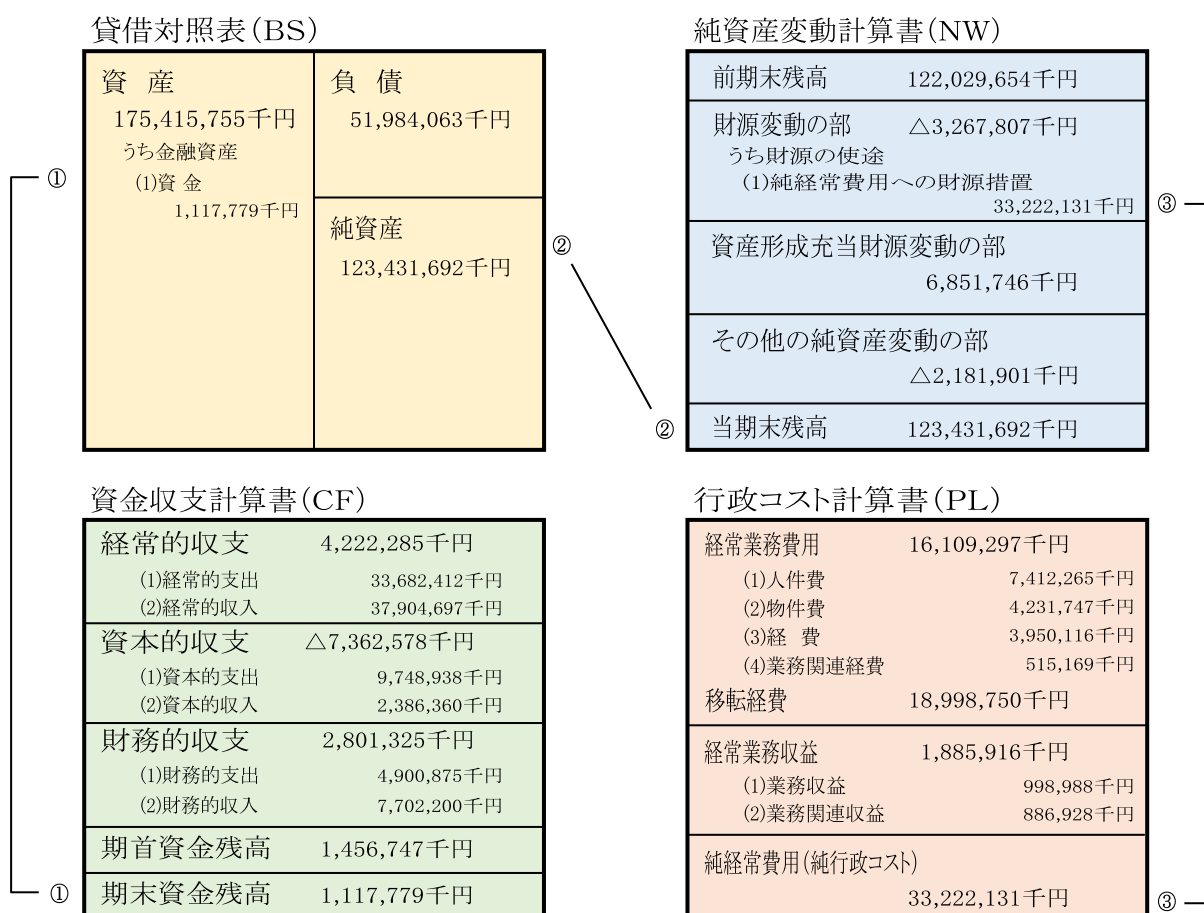 貸借対照表(BS)
資 産
175,415,755千円
うち金融資産
(1)資 金
1,117,779千円
負 債
51,984,063千円
純資産
123,431,692千円
①
②
純資産変動計算書(NW)
前期末残高 122,029,654千円
財源変動の部 △3,267,807千円
うち財源の使途
(1)純経常費用への財源措置
33,222,131千円
③
資産形成充当財源変動の部
6,851,746千円
その他の純資産変動の部
△2,181,901千円
②
当期末残高 123,431,692千円
資金収支計算書(CF)
経常的収支 4,222,285千円
(1)経常的支出 33,682,412千円
(2)経常的収入 37,904,697千円
資本的収支 △7,362,578千円
(1)資本的支出 9,748,938千円
(2)資本的収入 2,386,360千円
財務的収支 2,801,325千円
(1)財務的支出 4,900,875千円
(2)財務的収入 7,702,200千円
期首資金残高 1,456,747千円
①
期末資金残高 1,117,779千円
行政コスト計算書(PL)
経常業務費用 16,109,297千円
(1)人件費 7,412,265千円
(2)物件費 4,231,747千円
(3)経 費 3,950,116千円
(4)業務関連経費 515,169千円
移転経費 18,998,750千円
経常業務収益 1,885,916千円
(1)業務収益 998,988千円
(2)業務関連収益 886,928千円
純経常費用(純行政コスト)
33,222,131千円
③